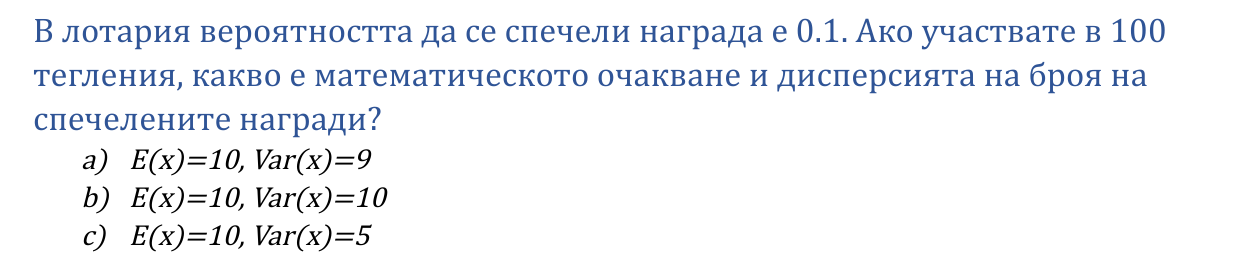 В лотария вероятността да се спечели награда е 0.1. Ако участвате в 100
тегления, какво е математическото очакване и дисперсията на броя на
спечелените награди?
a) E(x)=10, Var(x)=9
b) E(x)=10, Var(x)=10
c) E(x)=10, Var(x)=5